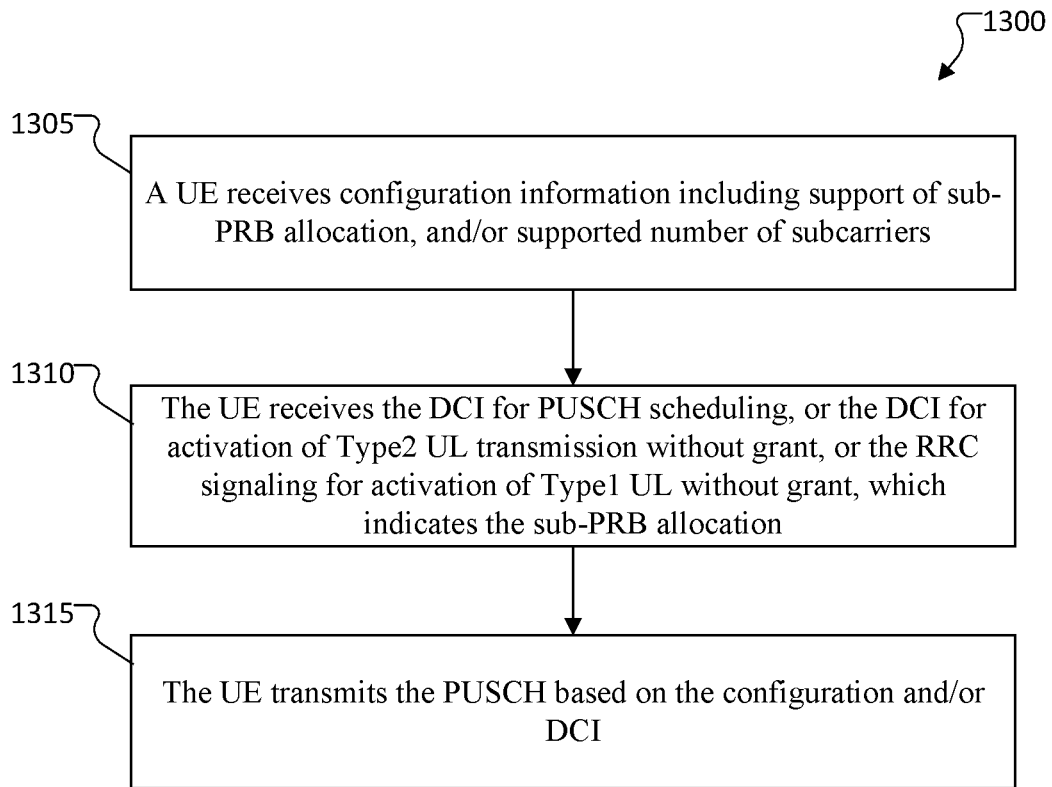 1300
1305
A UE receives configuration information including support of sub-
PRB allocation, and/or supported number of subcarriers
1310
The UE receives the DCI for PUSCH scheduling, or the DCI for
activation of Type2 UL transmission without grant, or the RRC
signaling for activation of Type1 UL without grant, which
indicates the sub-PRB allocation
1315
The UE transmits the PUSCH based on the configuration and/or
DCI